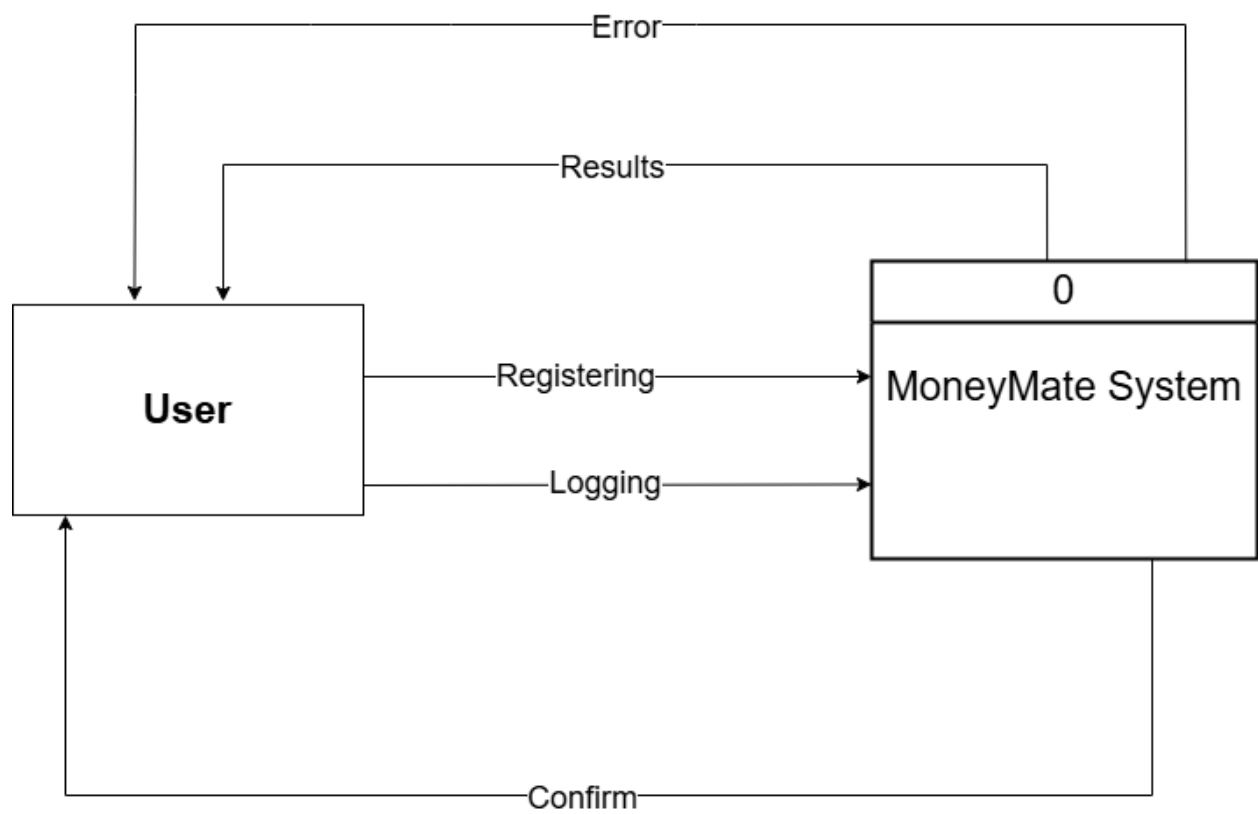 Error
Results
0
MoneyMate System
Registering
User
Logging
Confirm